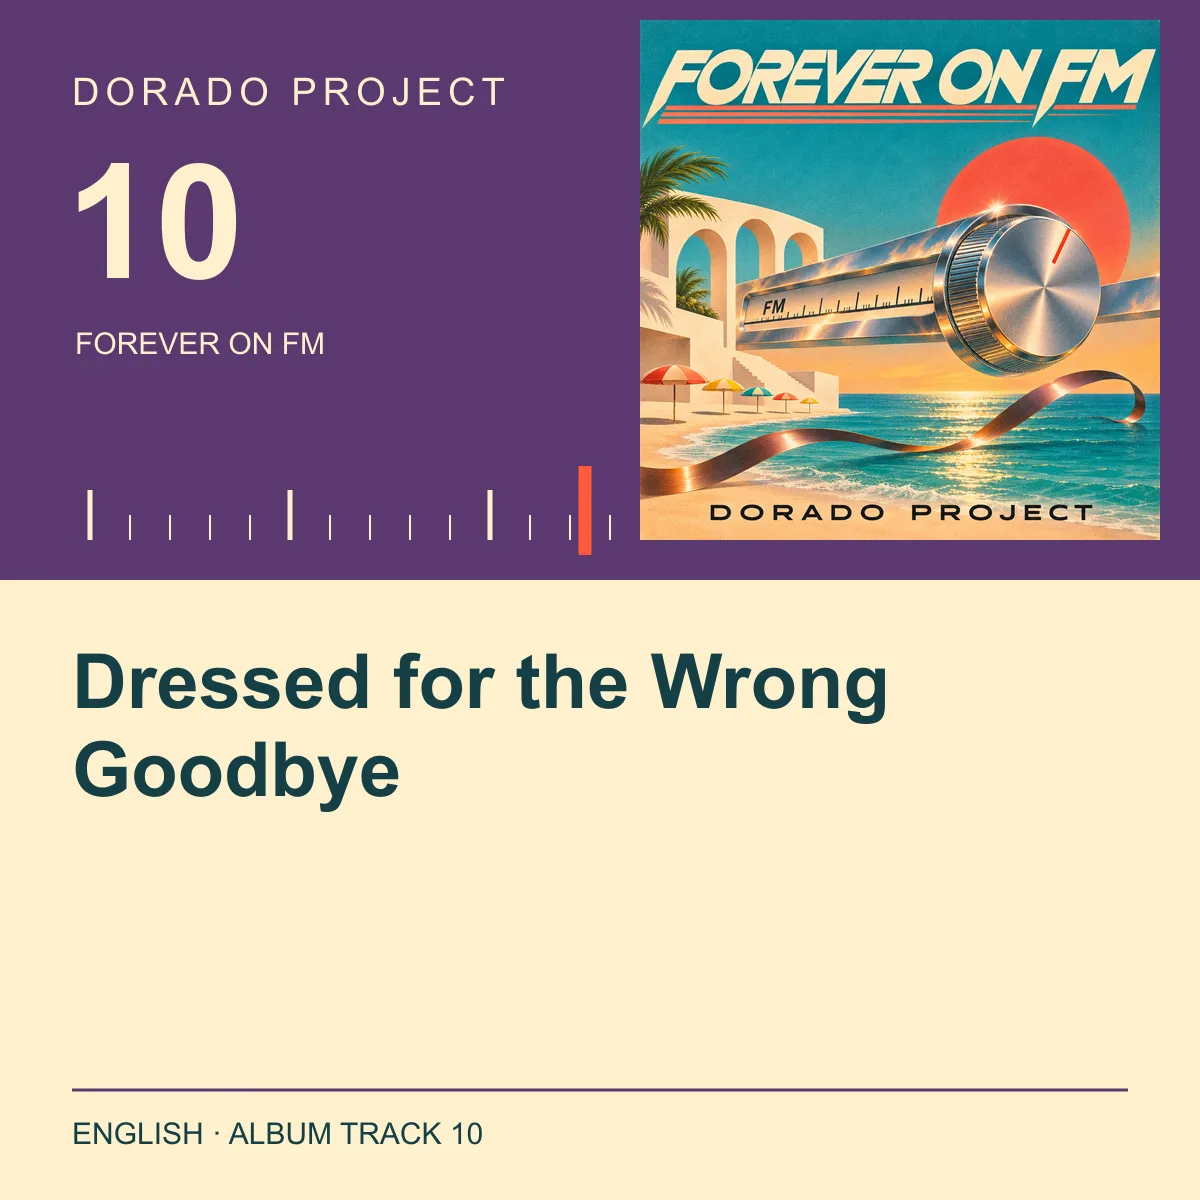 DORADO PROJECT
10
FOREVER ON FM
FOREVER ON FM
FM
DORADO PROJECT
Dressed for the Wrong
Goodbye
ENGLISH · ALBUM TRACK 10